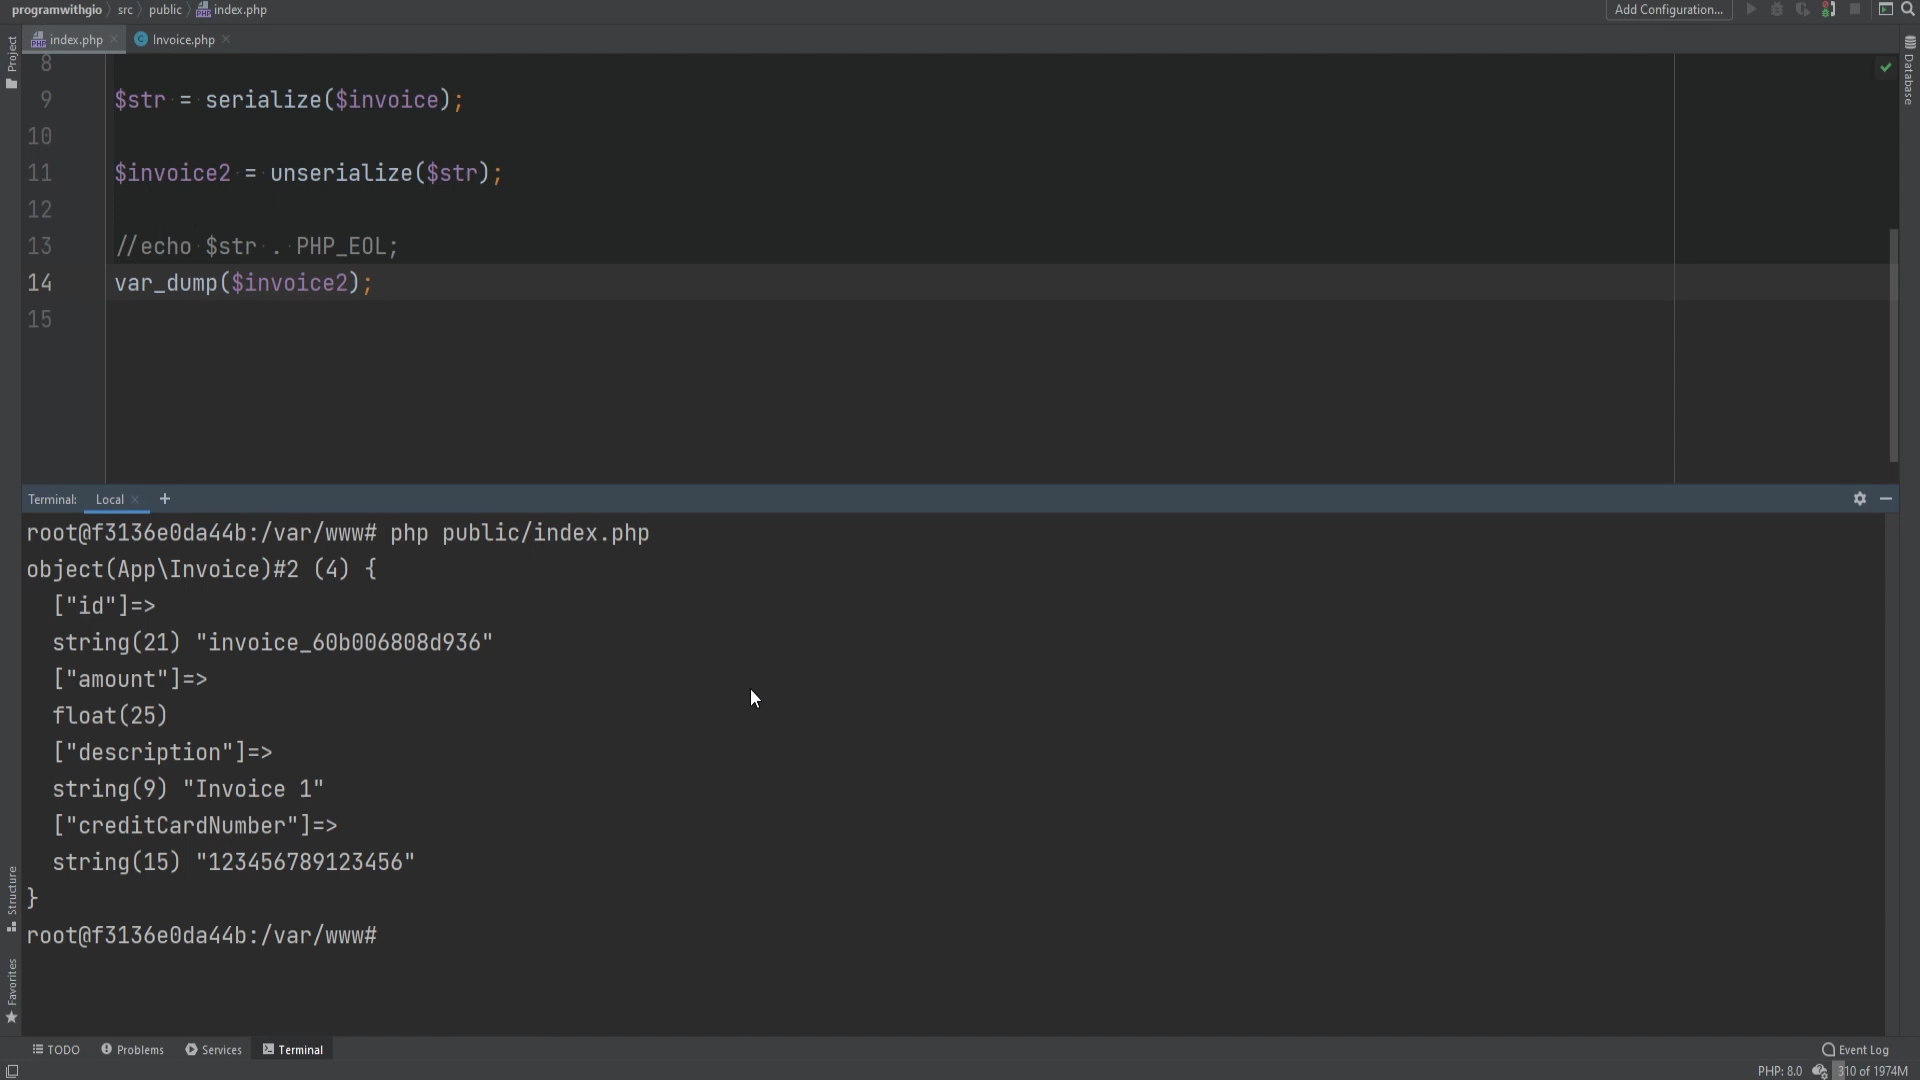 programwithgio src public index.php Add Configuration...
Project index.php Invoice.php Database
8
9 $str = serialize($invoice);
10
11 $invoice2 = unserialize($str);
12
13 //echo $str . PHP_EOL;
14 var_dump($invoice2);
15
Terminal: Local +
root@f3136e0da44b:/var/www# php public/index.php
object(App\Invoice)#2 (4) {
["id"]=>
string(21) "invoice_60b006808d936"
["amount"]=>
float(25)
["description"]=>
string(9) "Invoice 1"
["creditCardNumber"]=>
string(15) "123456789123456"
}
root@f3136e0da44b:/var/www#
Structure
Favorites
TODO Problems Services Terminal Event Log
PHP: 8.0 310 of 1974M